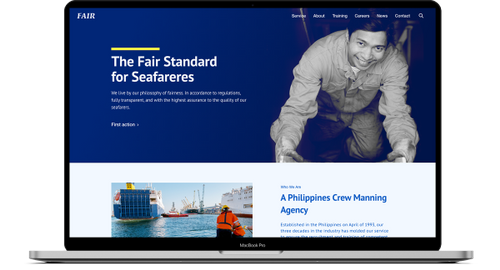 FAIR
Service About Training Careers News Contact
The Fair Standard
for Seafareres
We live by our philosophy of fairness. In accordance to regulations,
fully transparent, and with the highest assurance to the quality of our
seafarers.
First action
Who We Are
A Philippines Crew Manning
Agency
Established in the Philippines on April of 1993, our
three decades in the industry has molded our service
MacBook Pro